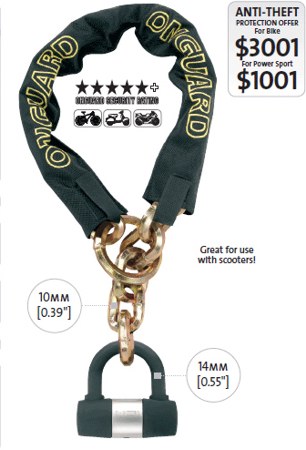 ANTI-THEFT
PROTECTION OFFER
For Bike
$3001
For Power Sport
$1001
ONGUARD
ONGUARD
+
ONGUARD SECURITY RATING
Great for use
with scooters!
10MM
[0.39"]
14MM
[0.55"]